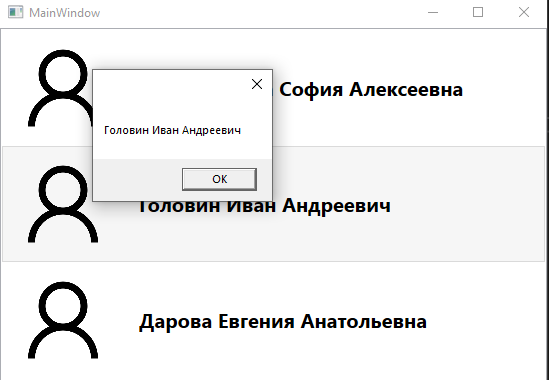 MainWindow
София Алексеевна
Головин Иван Андреевич
OK
Головин Иван Андреевич
Дарова Евгения Анатольевна